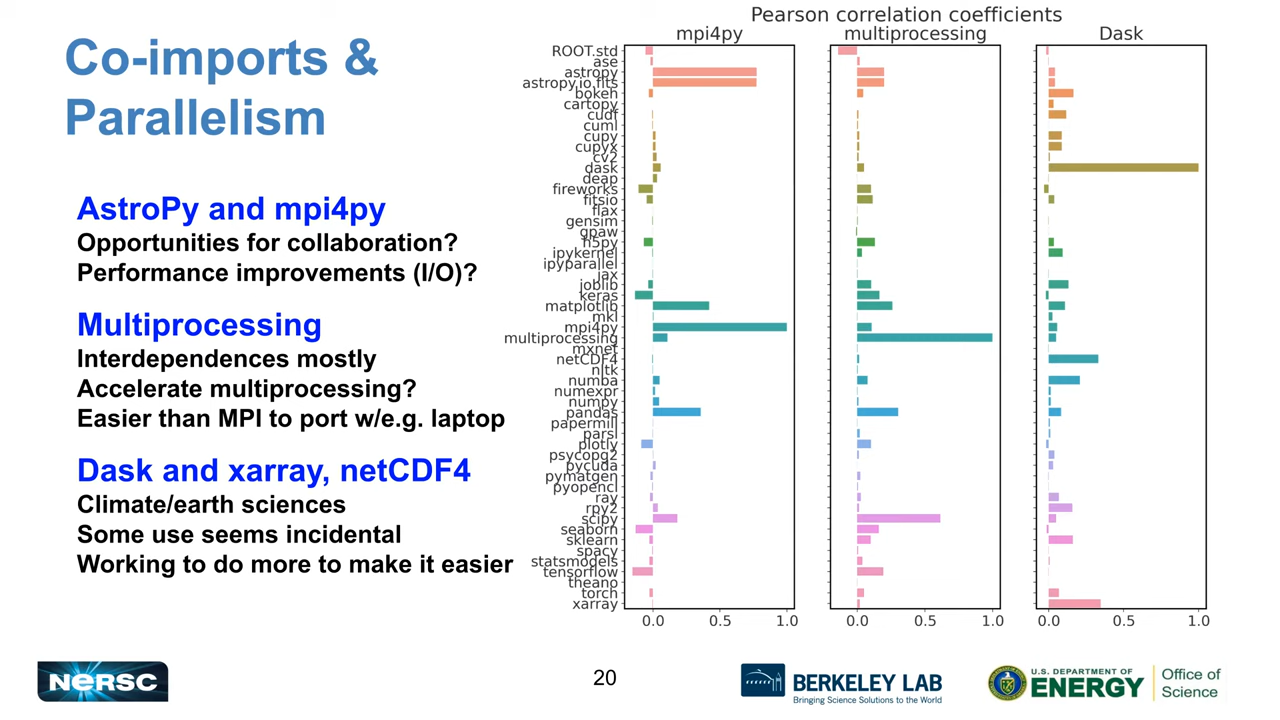 Co-imports &
Parallelism
AstroPy and mpi4py
Opportunities for collaboration?
Performance improvements (I/O)?
Multiprocessing
Interdependences mostly
Accelerate multiprocessing?
Easier than MPI to port w/e.g. laptop
Dask and xarray, netCDF4
Climate/earth sciences
Some use seems incidental
Working to do more to make it easier
Pearson correlation coefficients
mpi4py multiprocessing Dask
ROOT.std
ase
astropy
astropy.io.fits
bokeh
cartopy
cudf
cuml
cupy
cupyx
cv2
dask
deap
fireworks
fitsio
flax
gensim
gpaw
h5py
ipykernel
ipyparallel
jax
joblib
keras
matplotlib
mkl
mpi4py
multiprocessing
mxnet
netCDF4
nltk
numba
numexpr
numpy
pandas
papermill
parsl
plotly
psycopg2
pycuda
pymatgen
pyopencl
ray
rpy2
scipy
seaborn
sklearn
spacy
statsmodels
tensorflow
theano
torch
xarray
0.0 0.5 1.0 0.0 0.5 1.0 0.0 0.5 1.0
NERSC
20
BERKELEY LAB
Bringing Science Solutions to the World
U.S. DEPARTMENT OF
ENERGY
Office of
Science